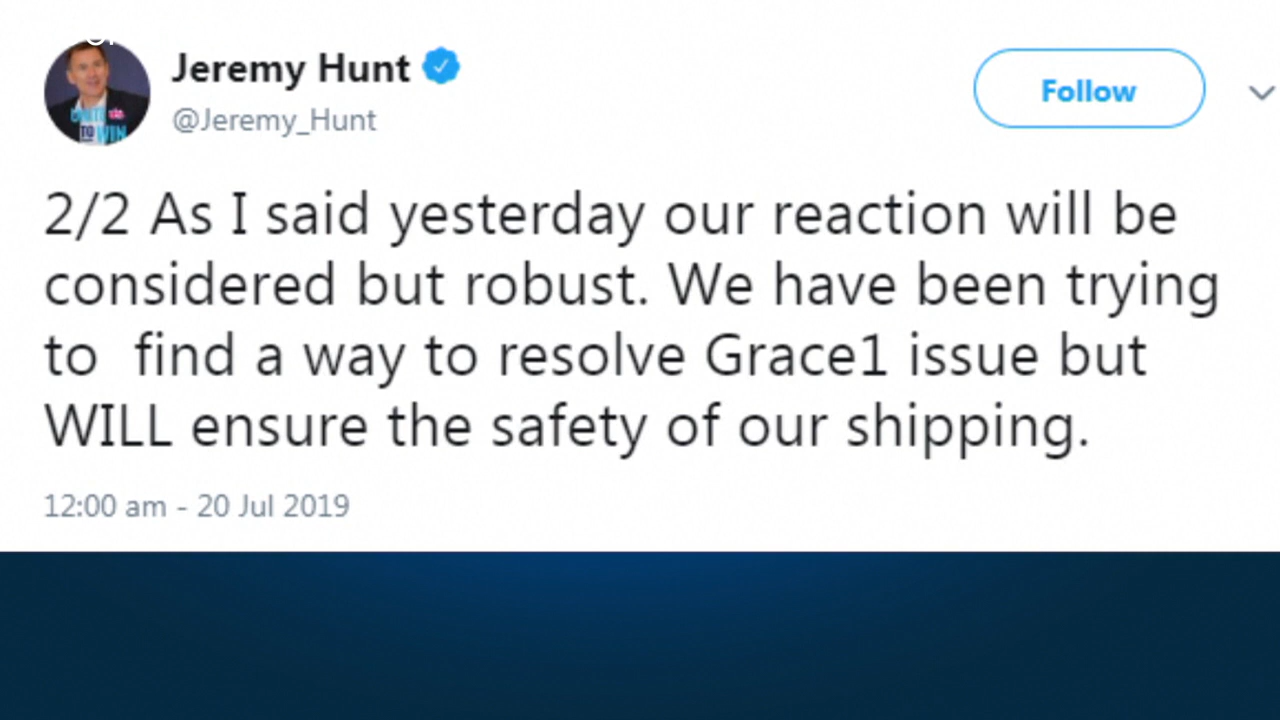 Jeremy Hunt
@Jeremy_Hunt
Follow
2/2 As I said yesterday our reaction will be
considered but robust. We have been trying
to  find a way to resolve Grace1 issue but
WILL ensure the safety of our shipping.
12:00 am - 20 Jul 2019
TO WIN